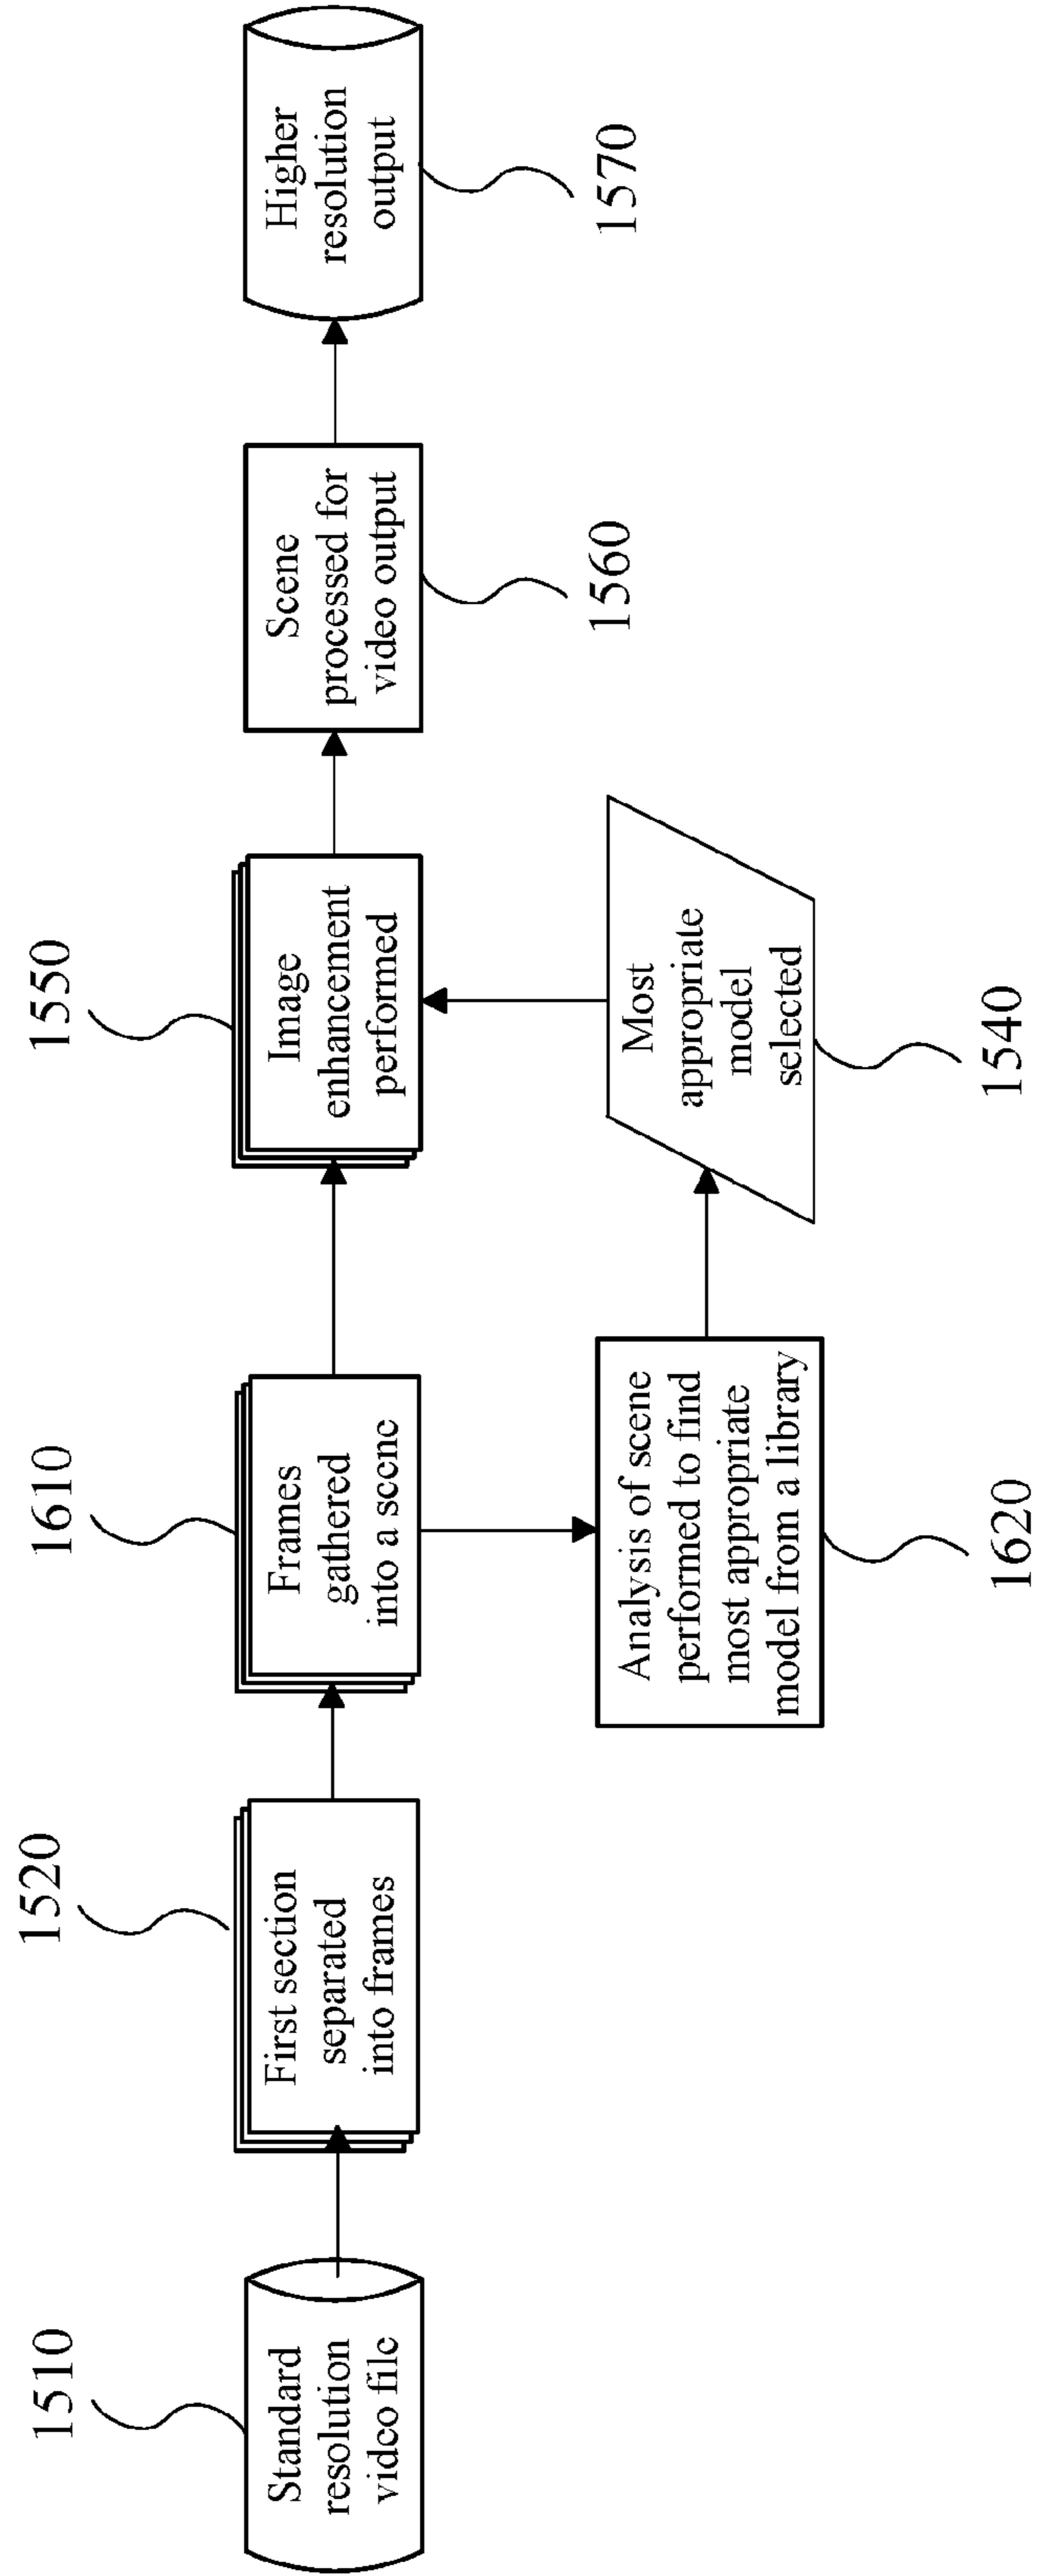 1510
Standard
resolution
video file
1520
First section
separated
into frames
1610
Frames
gathered
into a scene
1620
Analysis of scene
performed to find
most appropriate
model from a library
1540
Most
appropriate
model
selected
1550
Image
enhancement
performed
1560
Scene
processed for
video output
1570
Higher
resolution
output